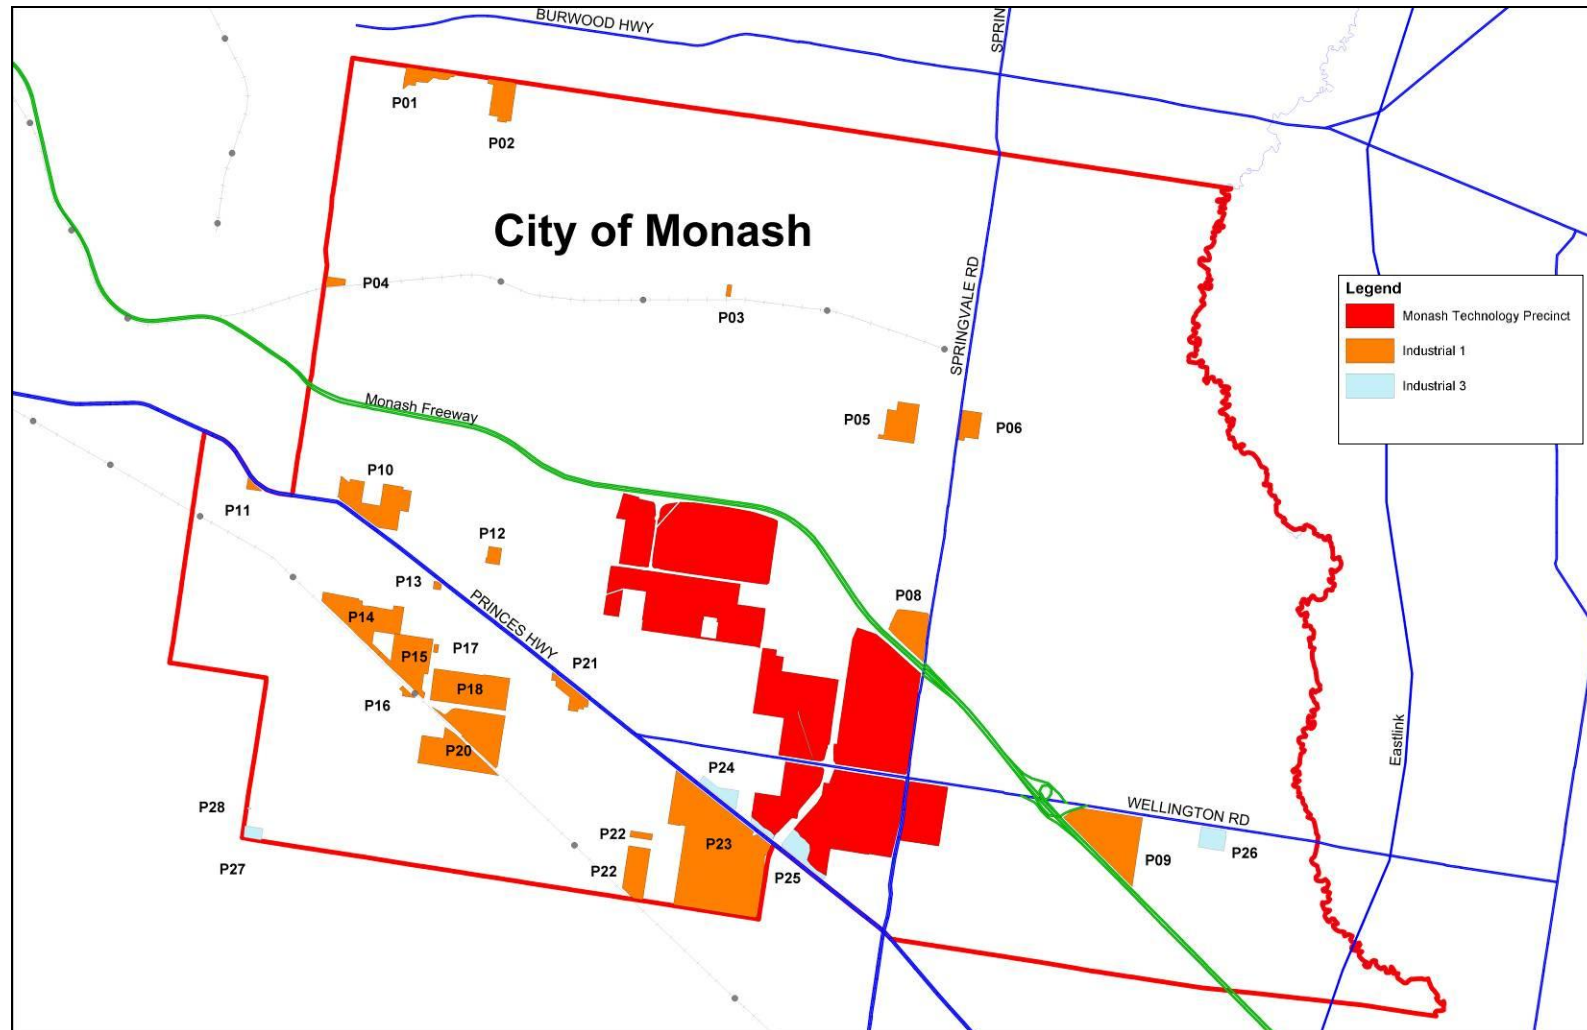 BURWOOD HWY
SPRIN
P01
P02
City of Monash
P04
P03
SPRINGVALE RD
Legend
Monash Technology Precinct
Industrial 1
Industrial 3
Monash Freeway
P05
P06
P10
P11
P12
P13
PRINCES HWY
P08
P14
P17
P15
P21
P18
P16
Eastlink
P20
P24
WELLINGTON RD
P28
P22
P23
P26
P09
P27
P22
P25